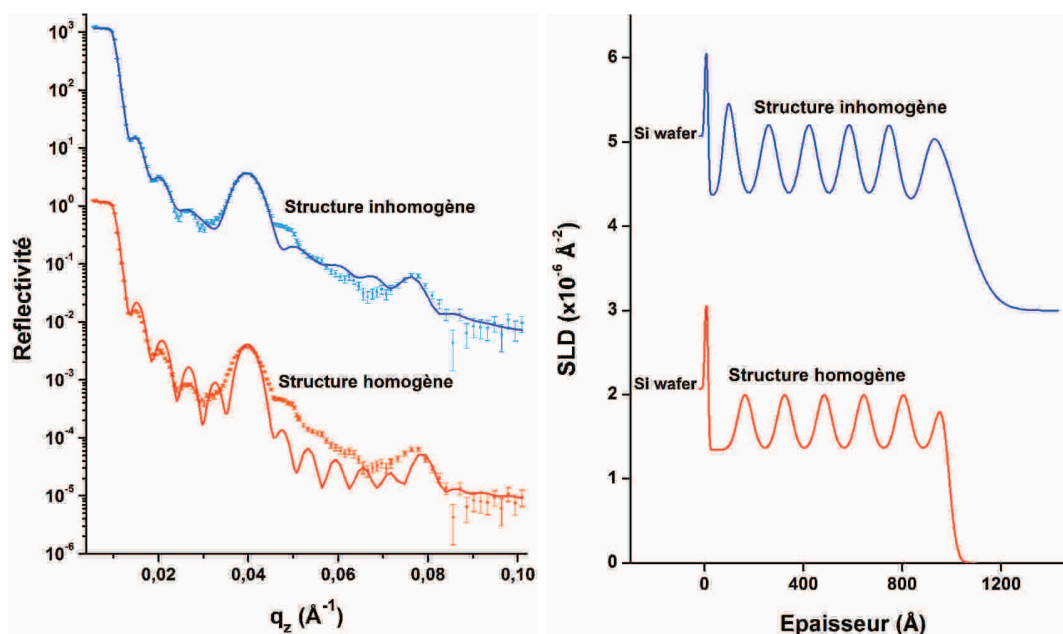 10³
10²
10¹
10⁰
10⁻¹
10⁻²
10⁻³
10⁻⁴
10⁻⁵
10⁻⁶
Reflectivité
Structure inhomogène
Structure homogène
0,02
0,04
0,06
0,08
0,10
q_z (Å⁻¹)
6
5
4
3
2
1
0
SLD (x10⁻⁶ Å⁻²)
Structure inhomogène
Si wafer
Structure homogène
Si wafer
0
400
800
1200
Epaisseur (Å)